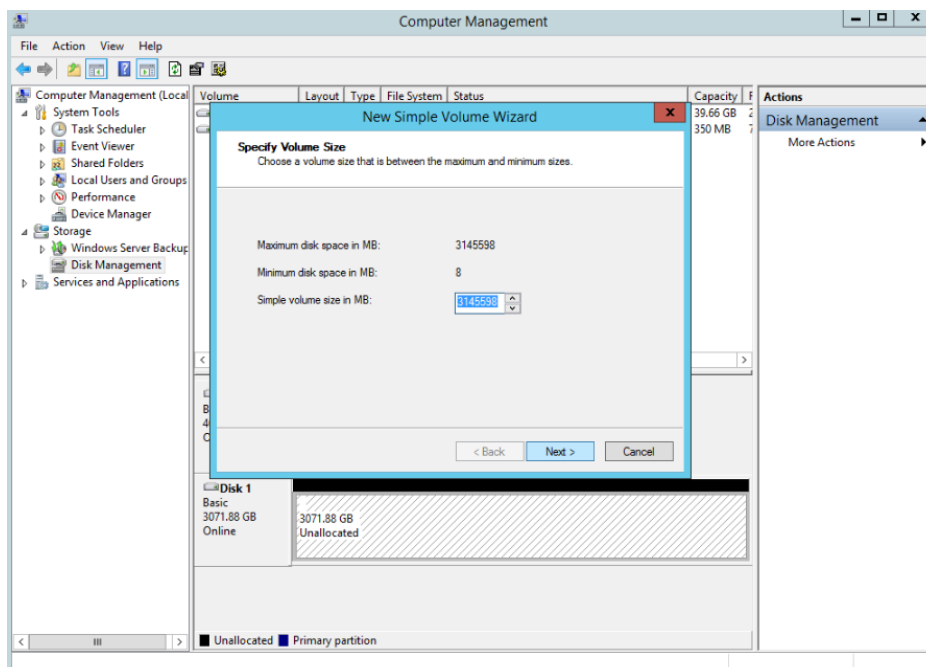 Computer Management
File Action View Help
Computer Management (Local
System Tools
Task Scheduler
Event Viewer
Shared Folders
Local Users and Groups
Performance
Device Manager
Storage
Windows Server Backup
Disk Management
Services and Applications
Volume Layout Type File System Status Capacity F
39.66 GB 2
350 MB 7
New Simple Volume Wizard
Specify Volume Size
Choose a volume size that is between the maximum and minimum sizes.
Maximum disk space in MB: 3145598
Minimum disk space in MB: 8
Simple volume size in MB: 3145598
< Back Next > Cancel
B
4
O
Disk 1
Basic
3071.88 GB
Online
3071.88 GB
Unallocated
Unallocated Primary partition
Actions
Disk Management
More Actions